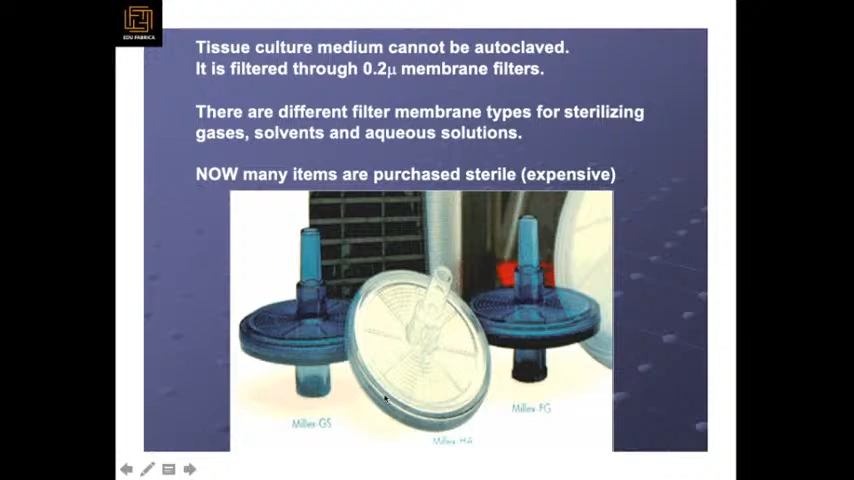 EDU FABRICA
Tissue culture medium cannot be autoclaved.
It is filtered through 0.2μ membrane filters.
There are different filter membrane types for sterilizing
gases, solvents and aqueous solutions.
NOW many items are purchased sterile (expensive)
Millex-GS
Millex-HA
Millex-FG